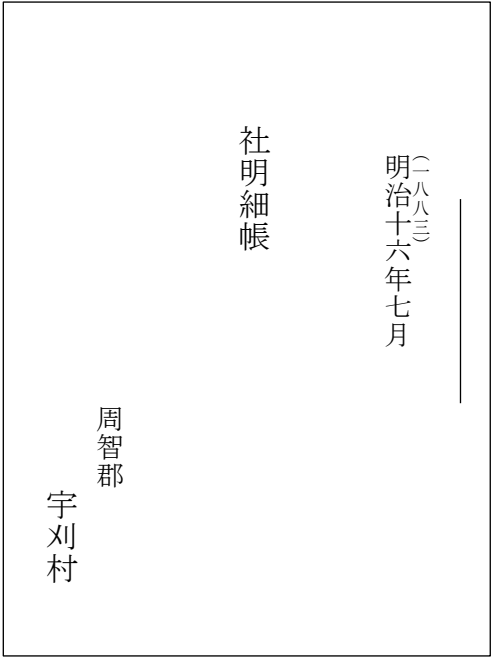 (一八八三)
明治十六年七月
社明細帳
周智郡
宇刈村